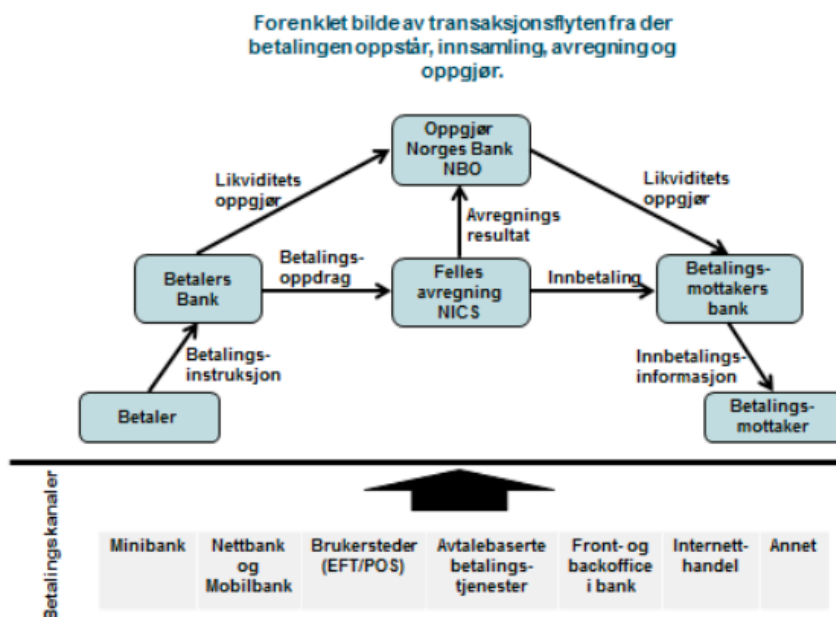 Forenklet bilde av transaksjonsflyten fra der
betalingen oppstår, innsamling, avregning og
oppgjør.
Oppgjør
Norges Bank
NBO
Likviditets
oppgjør
Likviditets
oppgjør
Avregnings
resultat
Betalings-
oppdrag
Betalers
Bank
Felles
avregning
NICS
Innbetaling
Betalings-
mottakers
bank
Betalings-
instruksjon
Innbetalings-
informasjon
Betaler
Betalings-
mottaker
Betalingskanaler
Minibank
Nettbank
og
Mobilbank
Brukersteder
(EFT/POS)
Avtalebaserte
betalings-
tjenester
Front- og
backoffice
i bank
Internett-
handel
Annet